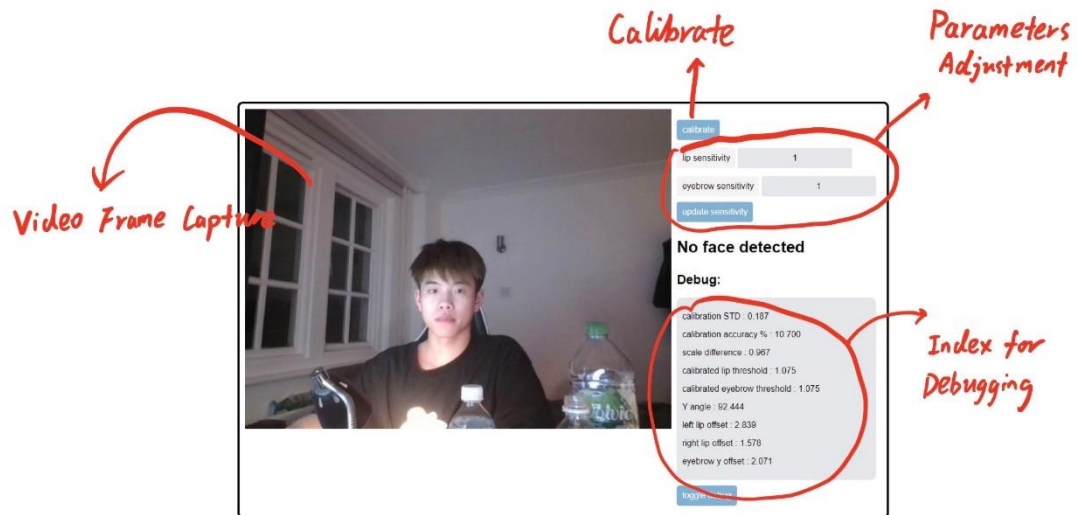 Calibrate
Parameters
Adjustment
Video Frame Capture
calibrate
lip sensitivity 1
eyebrow sensitivity 1
update sensitivity
No face detected
Debug:
calibration STD : 0.187
calibration accuracy % : 10.700
scale difference : 0.967
calibrated lip threshold : 1.075
calibrated eyebrow threshold : 1.075
Y angle : 92.444
left lip offset : 2.839
right lip offset : 1.578
eyebrow y offset : 2.071
toggle debug
Index for
Debugging